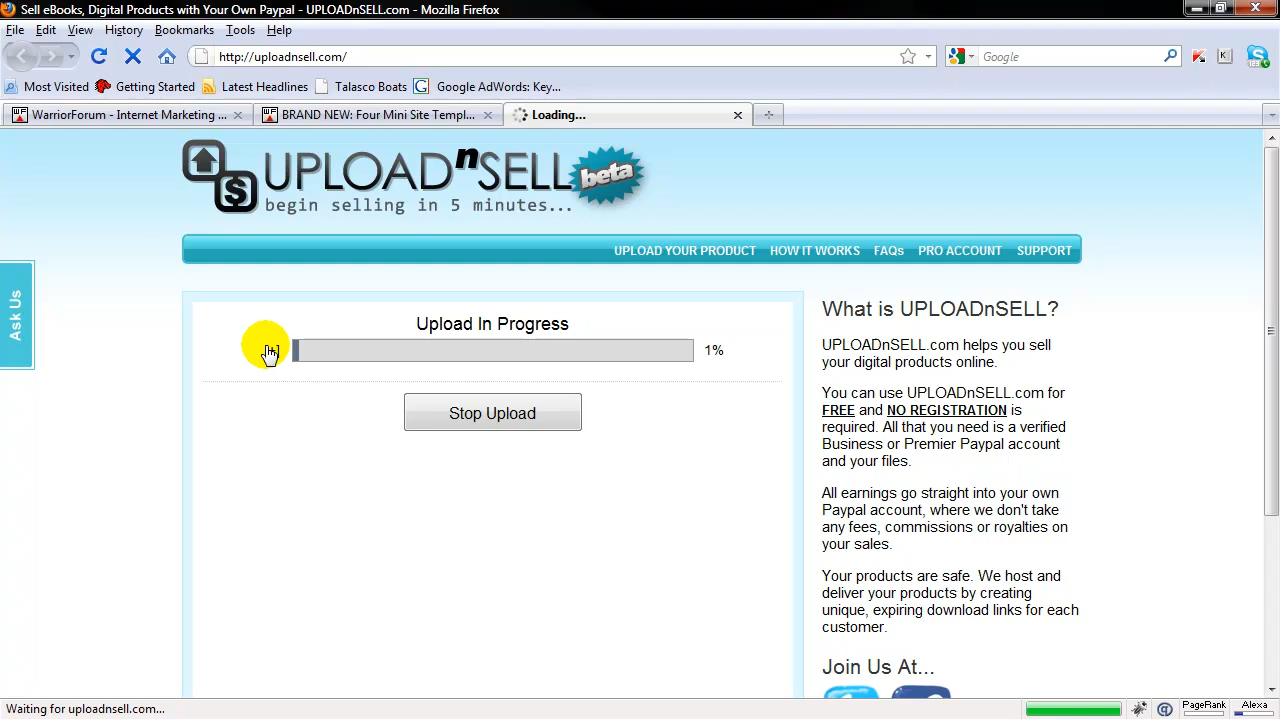 Sell eBooks, Digital Products with Your Own Paypal - UPLOADnSELL.com - Mozilla Firefox
File Edit View History Bookmarks Tools Help
http://uploadnsell.com/
Google
Most Visited Getting Started Latest Headlines Talasco Boats Google AdWords: Key...
WarriorForum - Internet Marketing ...
BRAND NEW: Four Mini Site Templ...
Loading...
UPLOADnSELL beta
begin selling in 5 minutes...
UPLOAD YOUR PRODUCT HOW IT WORKS FAQs PRO ACCOUNT SUPPORT
Ask Us
Upload In Progress
1%
Stop Upload
What is UPLOADnSELL?
UPLOADnSELL.com helps you sell
your digital products online.
You can use UPLOADnSELL.com for
FREE and NO REGISTRATION is
required. All that you need is a verified
Business or Premier Paypal account
and your files.
All earnings go straight into your own
Paypal account, where we don't take
any fees, commissions or royalties on
your sales.
Your products are safe. We host and
deliver your products by creating
unique, expiring download links for each
customer.
Join Us At...
Waiting for uploadnsell.com...
PageRank
Alexa